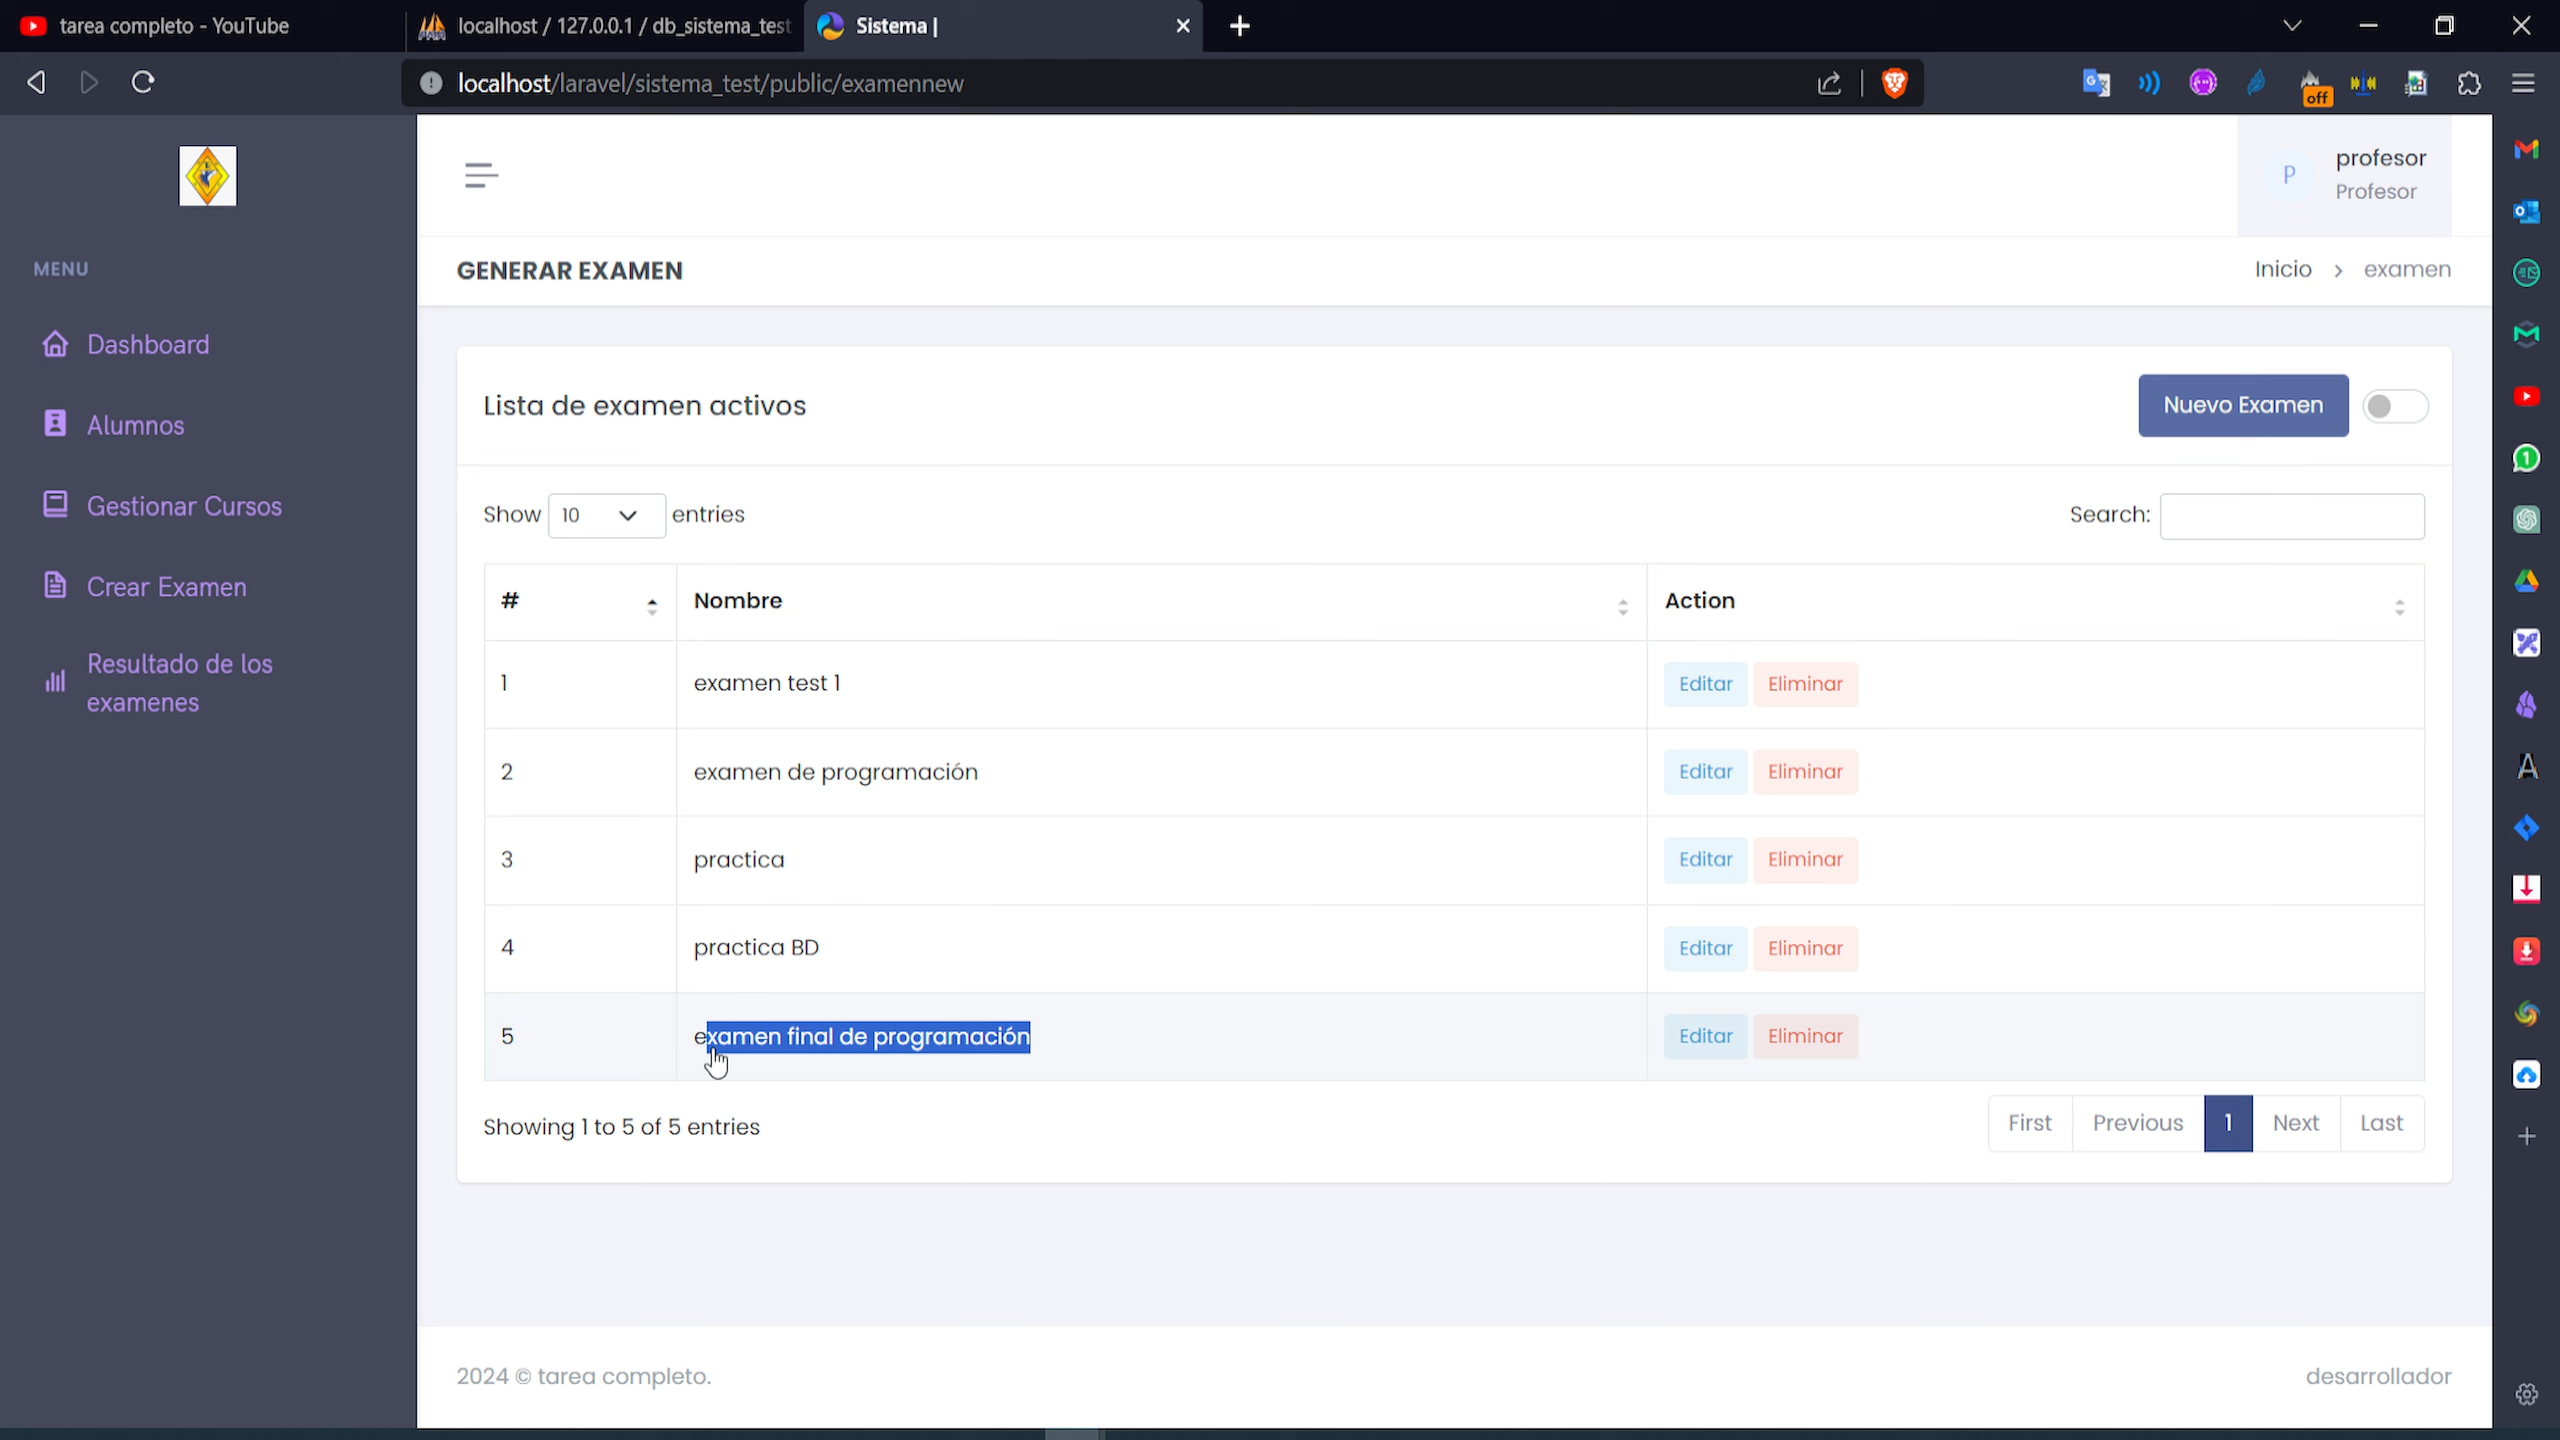 tarea completo - YouTube
localhost / 127.0.0.1 / db_sistema_test
Sistema |
localhost/laravel/sistema_test/public/examennew
off
P
profesor
Profesor
MENU
GENERAR EXAMEN
Inicio > examen
Dashboard
Alumnos
Gestionar Cursos
Crear Examen
Resultado de los
examenes
Lista de examen activos
Nuevo Examen
Show 10 entries
Search:
# Nombre Action
1 examen test 1 Editar Eliminar
2 examen de programación Editar Eliminar
3 practica Editar Eliminar
4 practica BD Editar Eliminar
5 examen final de programación Editar Eliminar
Showing 1 to 5 of 5 entries
First Previous 1 Next Last
2024 © tarea completo.
desarrollador